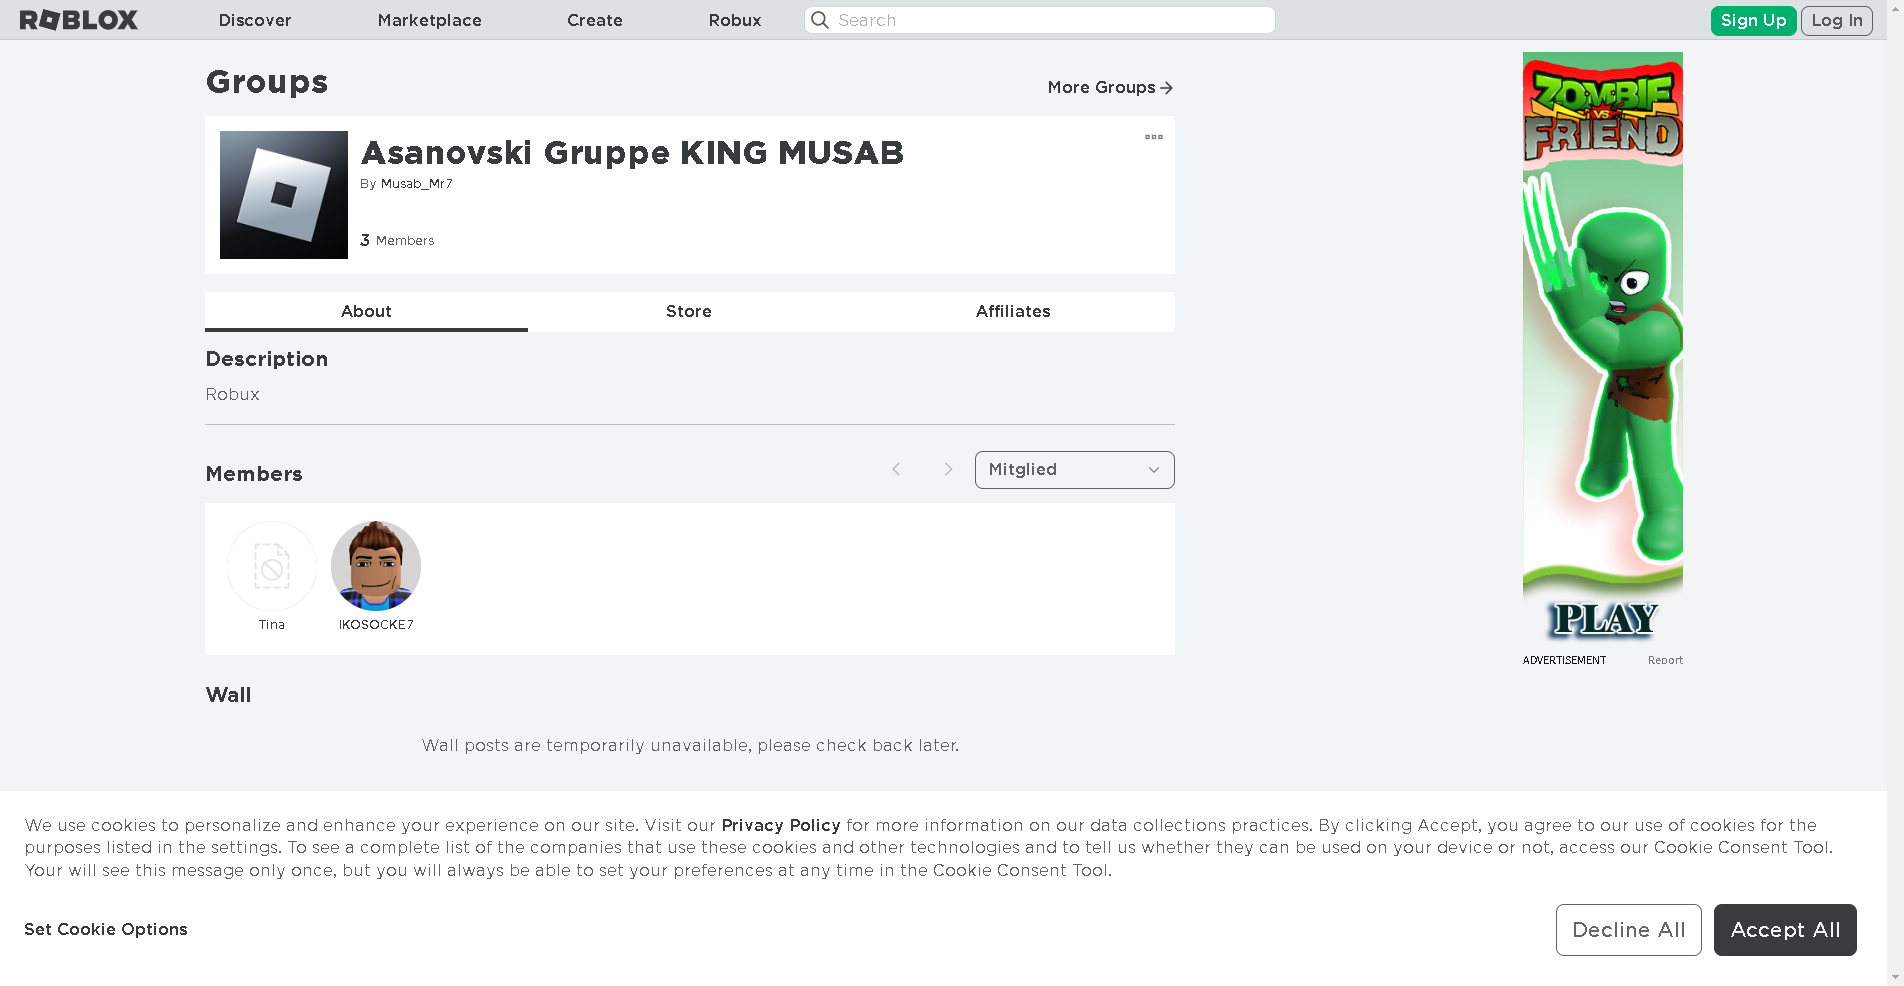 ROBLOX Discover Marketplace Create Robux Search Sign Up Log In
Groups
More Groups
Asanovski Gruppe KING MUSAB
By Musab_Mr7
3 Members
About Store Affiliates
Description
Robux
Members
Mitglied
Tina IKOSOCKE7
Wall
Wall posts are temporarily unavailable, please check back later.
ZOMBIE
VS
FRIEND
PLAY
ADVERTISEMENT Report
We use cookies to personalize and enhance your experience on our site. Visit our Privacy Policy for more information on our data collections practices. By clicking Accept, you agree to our use of cookies for the
purposes listed in the settings. To see a complete list of the companies that use these cookies and other technologies and to tell us whether they can be used on your device or not, access our Cookie Consent Tool.
Your will see this message only once, but you will always be able to set your preferences at any time in the Cookie Consent Tool.
Set Cookie Options
Decline All Accept All